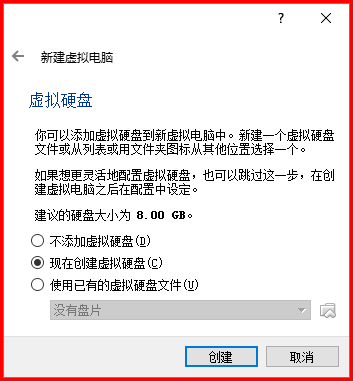 ?
新建虚拟电脑
虚拟硬盘
你可以添加虚拟硬盘到新虚拟电脑中。新建一个虚拟硬盘
文件或从列表或用文件夹图标从其他位置选择一个。
如果想更灵活地配置虚拟硬盘，也可以跳过这一步，在创
建虚拟电脑之后在配置中设定。
建议的硬盘大小为 8.00 GB。
不添加虚拟硬盘(D)
现在创建虚拟硬盘(C)
使用已有的虚拟硬盘文件(U)
没有盘片
创建 取消